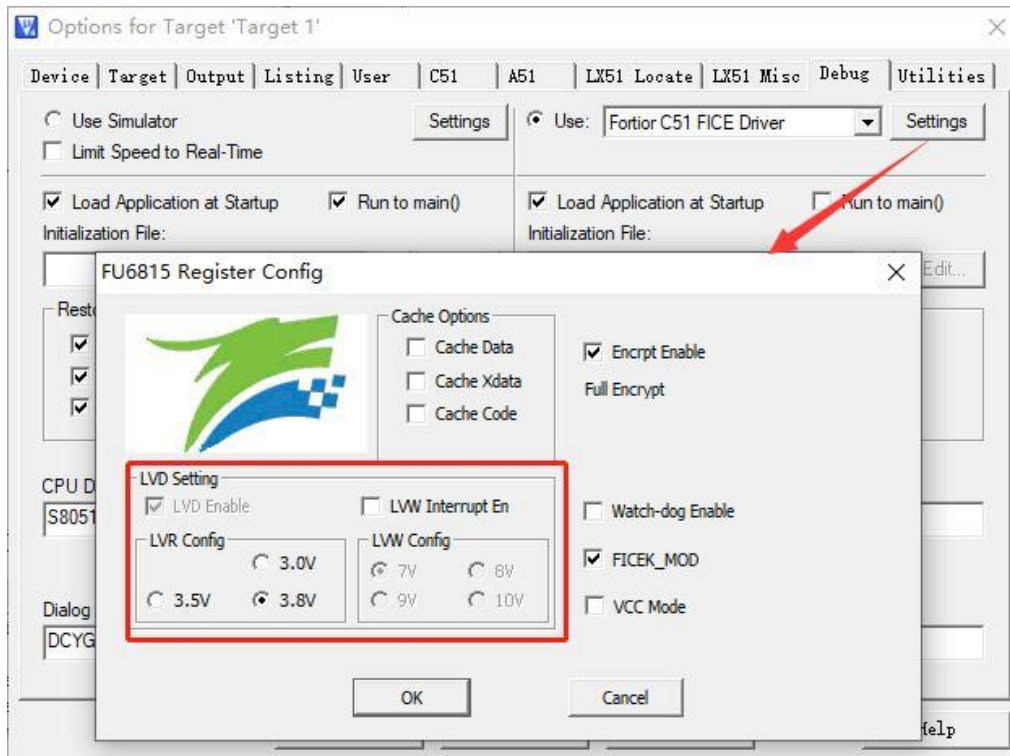 Options for Target 'Target 1'
Device Target Output Listing User C51 A51 LX51 Locate LX51 Misc Debug Utilities
Use Simulator Settings Use: Fortior C51 FICE Driver Settings
Limit Speed to Real-Time
Load Application at Startup Run to main() Load Application at Startup Run to main()
Initialization File: Initialization File:
Edit...
FU6815 Register Config
Resto
Cache Options
Cache Data
Encrpt Enable
Cache Xdata
Full Encrypt
Cache Code
LVD Setting
CPU D
LVD Enable LVW Interrupt En Watch-dog Enable
S8051
LVR Config LVW Config
3.0V 7V 8V FICEK_MOD
3.5V 3.8V 9V 10V VCC Mode
Dialog
DCYG
OK Cancel
Help